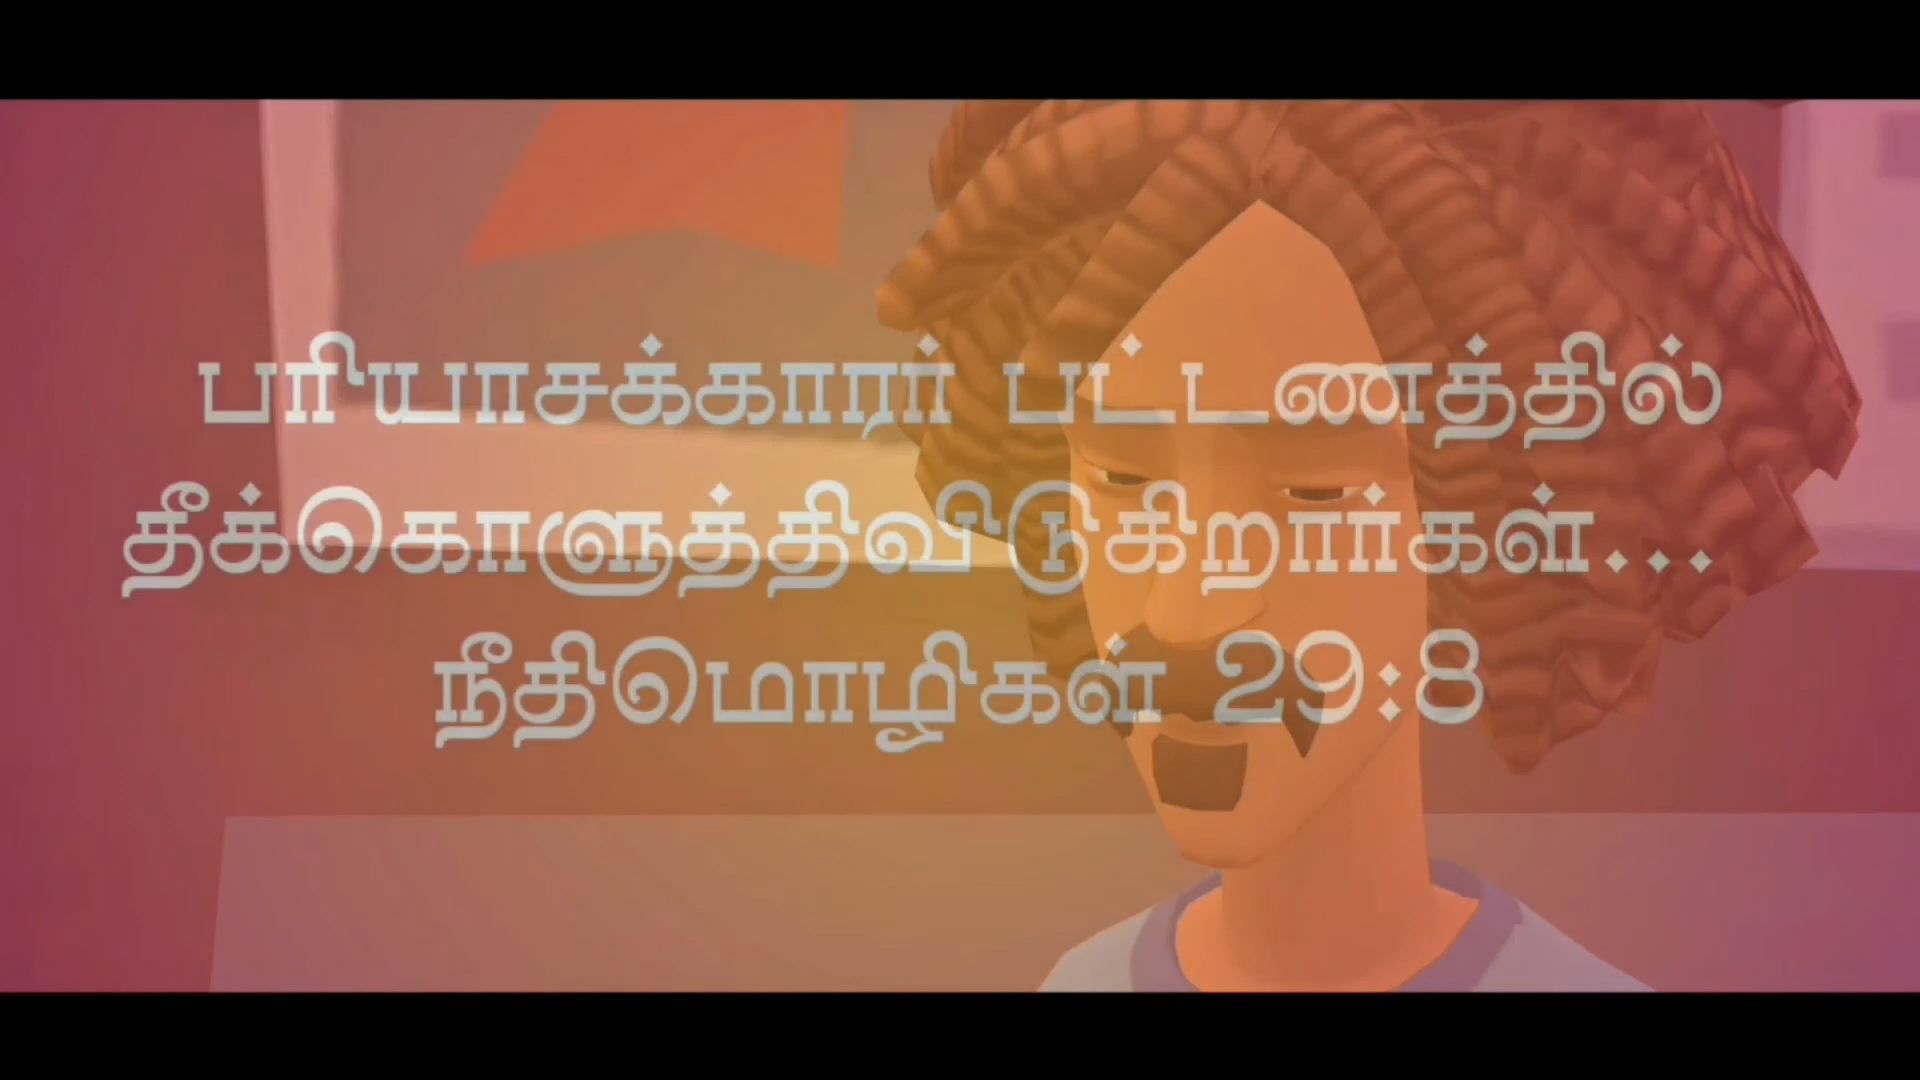 பரியாசக்காரர் பட்டணத்தில்
தீக்கொளுத்திவிடுகிறார்கள்...
நீதிமொழிகள் 29:8